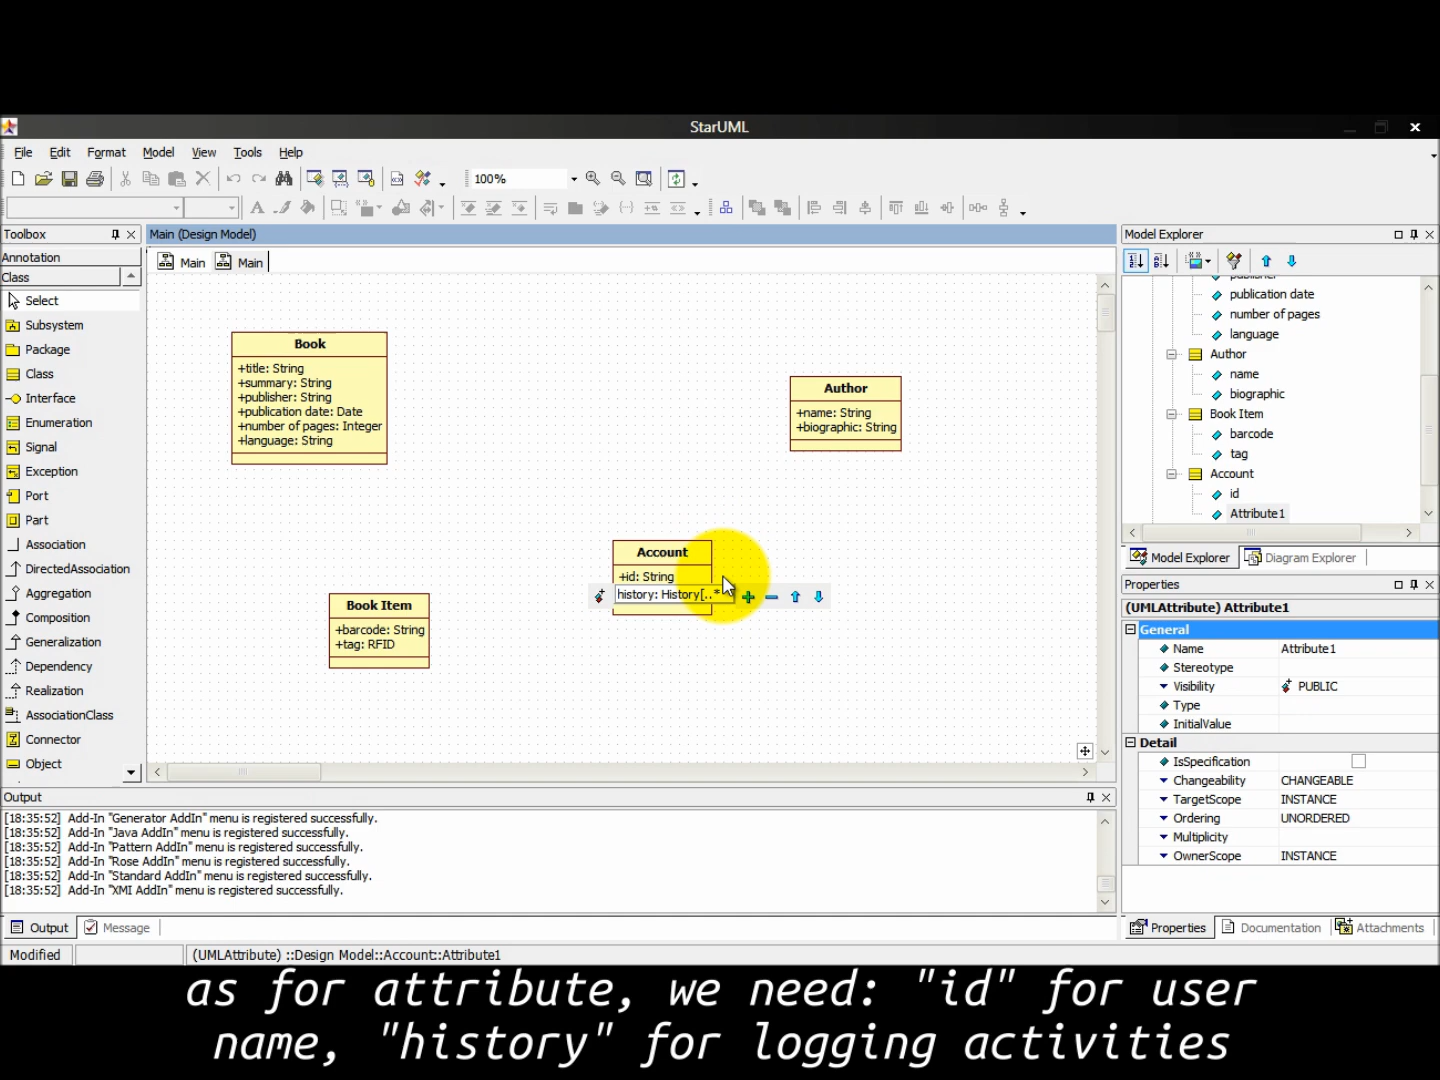 StarUML
File Edit Format Model View Tools Help
100%
Toolbox
Annotation
Class
Select
Subsystem
Package
Class
Interface
Enumeration
Signal
Exception
Port
Part
Association
DirectedAssociation
Aggregation
Composition
Generalization
Dependency
Realization
AssociationClass
Connector
Object
Main (Design Model)
Main Main
Book
+title: String
+summary: String
+publisher: String
+publication date: Date
+number of pages: Integer
+language: String
Author
+name: String
+biographic: String
Account
+id: String
history: History[..*
Book Item
+barcode: String
+tag: RFID
Model Explorer
publisher
publication date
number of pages
language
Author
name
biographic
Book Item
barcode
tag
Account
id
Attribute1
Model Explorer Diagram Explorer
Properties
(UMLAttribute) Attribute1
General
Name Attribute1
Stereotype
Visibility PUBLIC
Type
InitialValue
Detail
IsSpecification
Changeability CHANGEABLE
TargetScope INSTANCE
Ordering UNORDERED
Multiplicity
OwnerScope INSTANCE
Properties Documentation Attachments
Output
[18:35:52] Add-In "Generator AddIn" menu is registered successfully.
[18:35:52] Add-In "Java AddIn" menu is registered successfully.
[18:35:52] Add-In "Pattern AddIn" menu is registered successfully.
[18:35:52] Add-In "Rose AddIn" menu is registered successfully.
[18:35:52] Add-In "Standard AddIn" menu is registered successfully.
[18:35:52] Add-In "XMI AddIn" menu is registered successfully.
Output Message
Modified (UMLAttribute) ::Design Model::Account::Attribute1
as for attribute, we need: "id" for user
name, "history" for logging activities